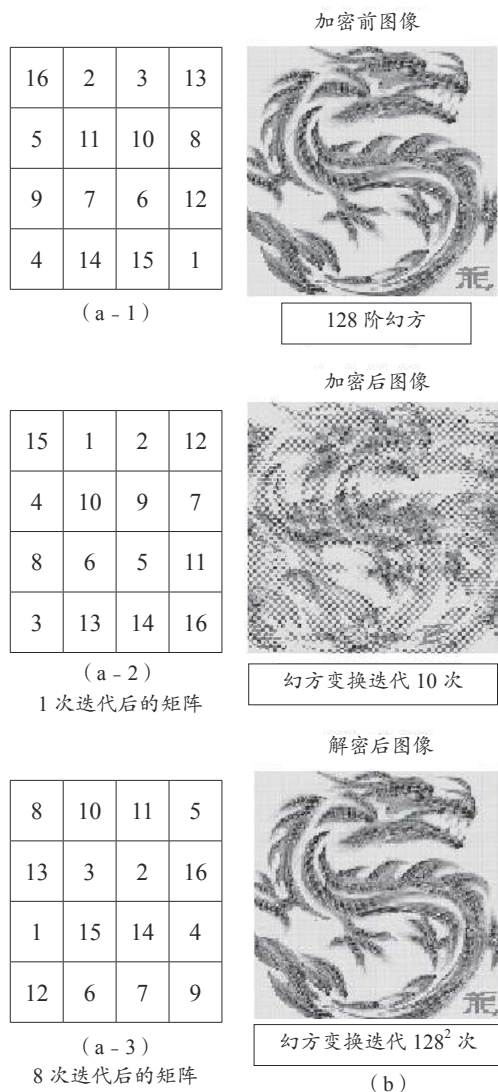 加密前图像
16 2 3 13
5 11 10 8
9 7 6 12
4 14 15 1
龍
(a-1)
128 阶幻方
加密后图像
15 1 2 12
4 10 9 7
8 6 5 11
3 13 14 16
(a-2)
1 次迭代后的矩阵
幻方变换迭代 10 次
解密后图像
8 10 11 5
13 3 2 16
1 15 14 4
12 6 7 9
龍
(a-3)
8 次迭代后的矩阵
幻方变换迭代 128² 次
(b)